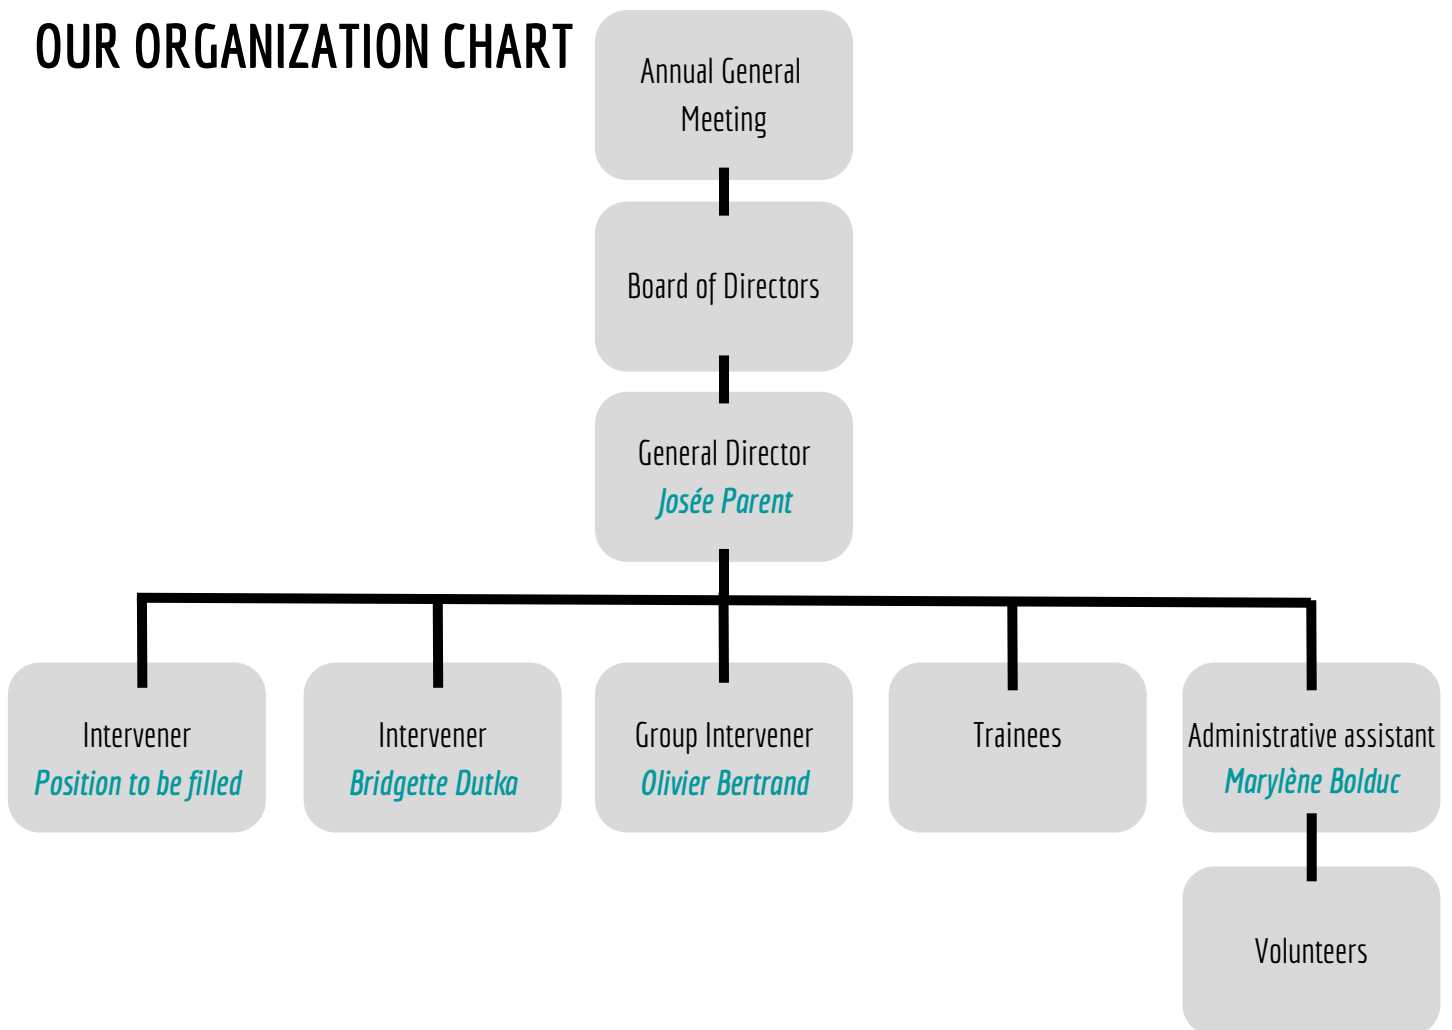 OUR ORGANIZATION CHART
Annual General
Meeting
Board of Directors
General Director
Josée Parent
Intervener
Position to be filled
Intervener
Bridgette Dutka
Group Intervener
Olivier Bertrand
Trainees
Administrative assistant
Marylène Bolduc
Volunteers